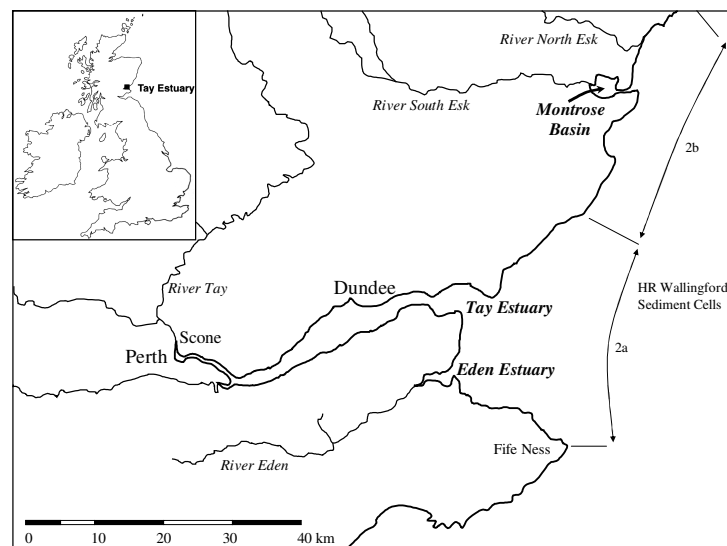 River North Esk
Tay Estuary
River South Esk
Montrose
Basin
2b
River Tay
Dundee
HR Wallingford
Sediment Cells
Tay Estuary
Scone
Perth
2a
Eden Estuary
Fife Ness
River Eden
0 10 20 30 40 km